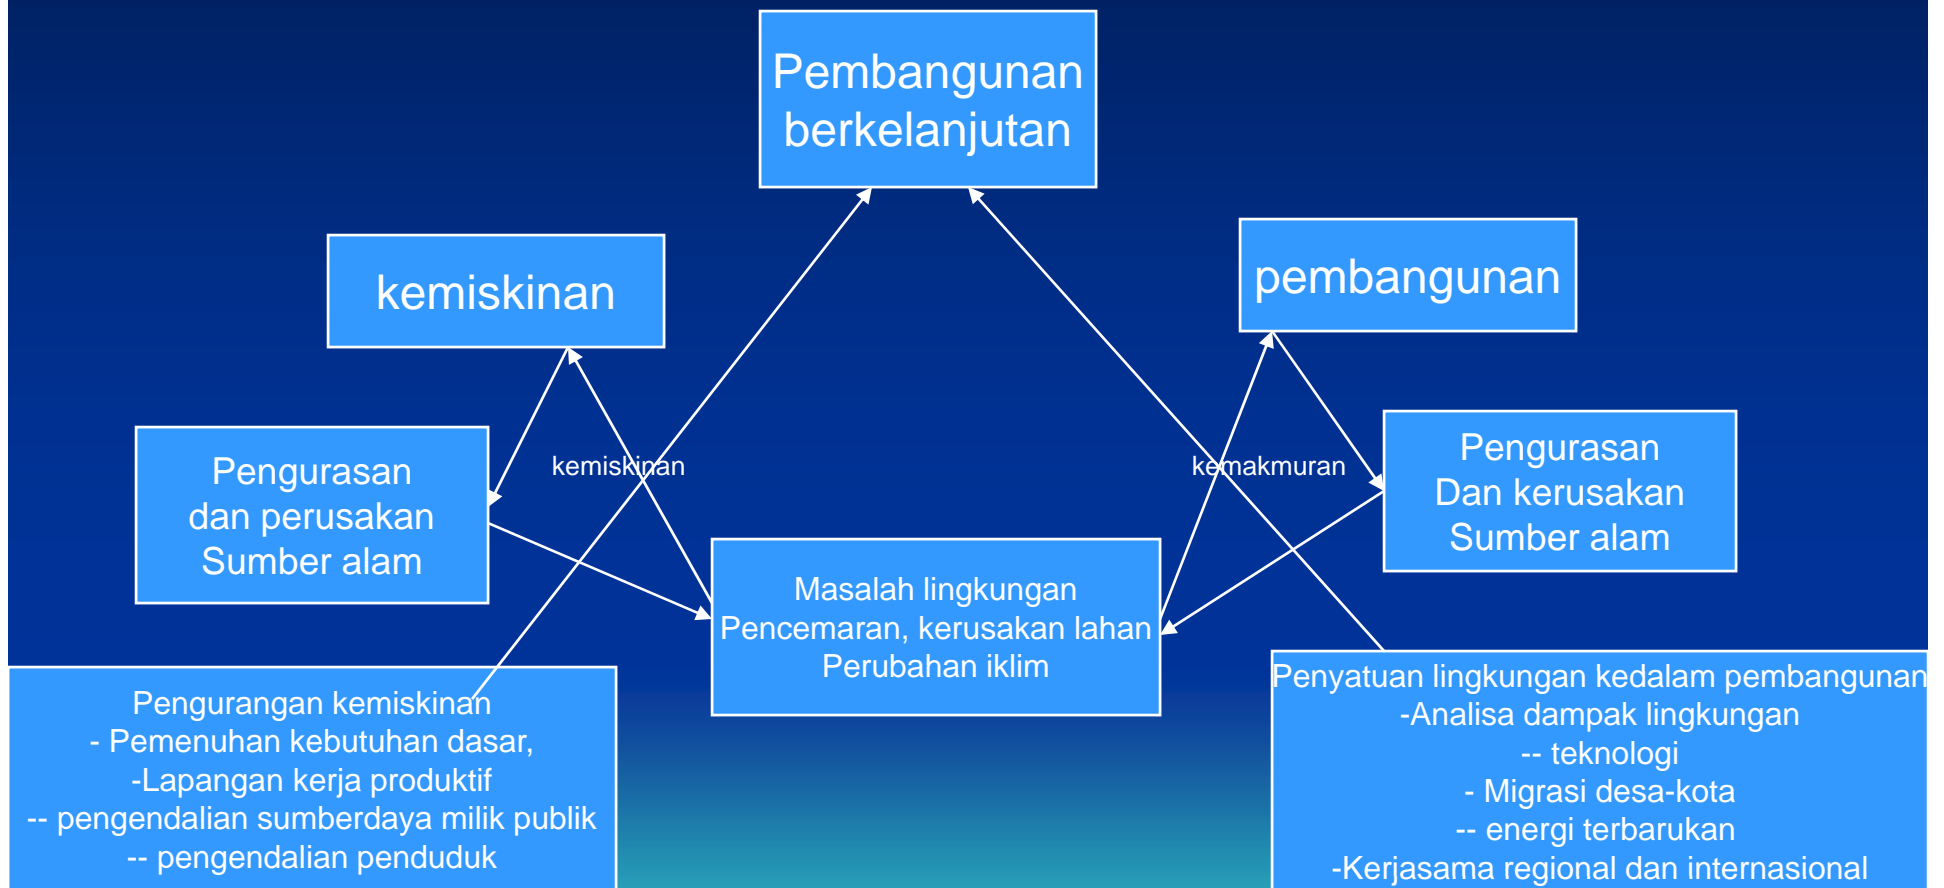 Pembangunan
berkelanjutan
kemiskinan
pembangunan
Pengurasan
dan perusakan
Sumber alam
kemiskinan
kemakmuran
Pengurasan
Dan kerusakan
Sumber alam
Masalah lingkungan
Pencemaran, kerusakan lahan
Perubahan iklim
Pengurangan kemiskinan
- Pemenuhan kebutuhan dasar,
-Lapangan kerja produktif
-- pengendalian sumberdaya milik publik
-- pengendalian penduduk
Penyatuan lingkungan kedalam pembangunan
-Analisa dampak lingkungan
-- teknologi
- Migrasi desa-kota
-- energi terbarukan
-Kerjasama regional dan internasional